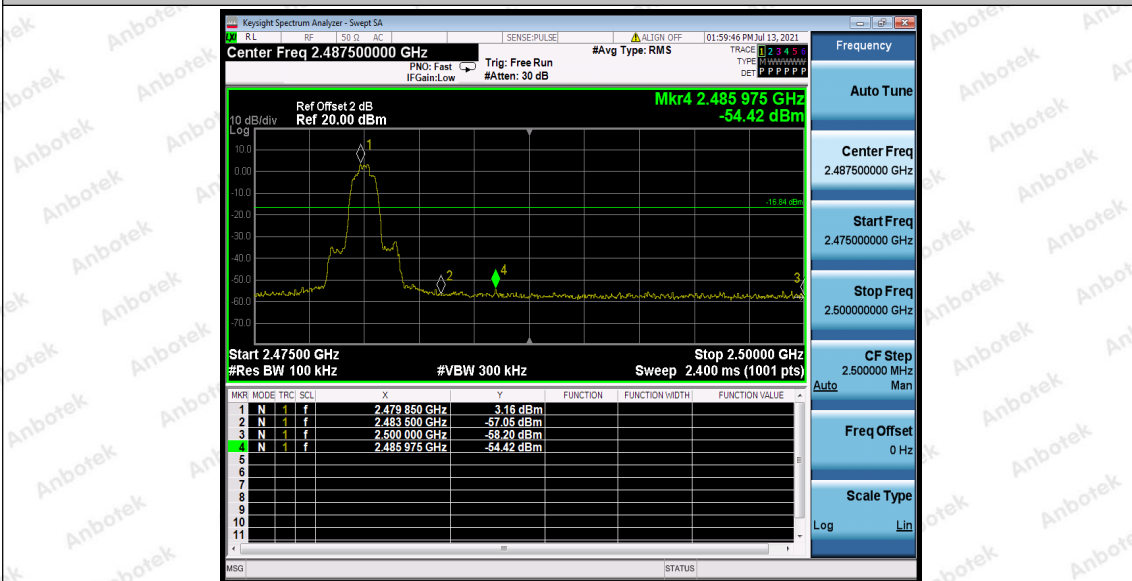 Keysight Spectrum Analyzer - Swept SA
RL RF 50 Ω AC SENSE:PULSE ALIGN OFF 01:59:46 PM Jul 13, 2021
Center Freq 2.487500000 GHz
PNO: Fast
IFGain:Low
Trig: Free Run
#Atten: 30 dB
#Avg Type: RMS
TRACE 1 2 3 4 5 6
TYPE M WWWWW
DET P P P P P P
Mkr4 2.485 975 GHz
-54.42 dBm
Ref Offset 2 dB
10 dB/div Ref 20.00 dBm
Log
10.0
0.00
-10.0
-20.0
-30.0
-40.0
-50.0
-60.0
-70.0
1
2
4
3
-16.84 dBm
Start 2.47500 GHz Stop 2.50000 GHz
#Res BW 100 kHz #VBW 300 kHz Sweep 2.400 ms (1001 pts)
MKR MODE TRC SCL X Y FUNCTION FUNCTION WIDTH FUNCTION VALUE
1 N 1 f 2.479 850 GHz 3.16 dBm
2 N 1 f 2.483 500 GHz -57.05 dBm
3 N 1 f 2.500 000 GHz -58.20 dBm
4 N 1 f 2.485 975 GHz -54.42 dBm
5
6
7
8
9
10
11
MSG STATUS
Frequency
Auto Tune
Center Freq
2.487500000 GHz
Start Freq
2.475000000 GHz
Stop Freq
2.500000000 GHz
CF Step
2.500000 MHz
Auto Man
Freq Offset
0 Hz
Scale Type
Log Lin
Anbotek